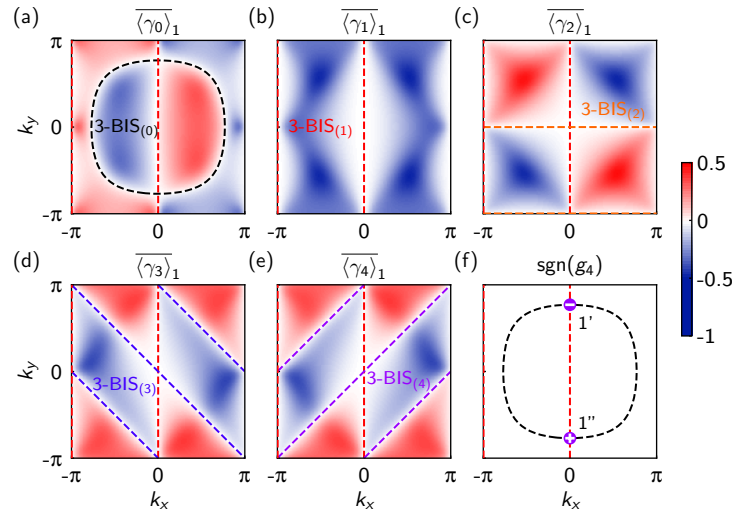 (a) $\overline{\langle\gamma_0\rangle}_1$ (b) $\overline{\langle\gamma_1\rangle}_1$ (c) $\overline{\langle\gamma_2\rangle}_1$
π
k_y 0 3-BIS(0) 3-BIS(1) 3-BIS(2)
-π
-π 0 π -π 0 π -π 0 π
0.5
0
-0.5
-1
(d) $\overline{\langle\gamma_3\rangle}_1$ (e) $\overline{\langle\gamma_4\rangle}_1$ (f) sgn(g_4)
π
1'
k_y 0 3-BIS(3) 3-BIS(4)
1''
-π
-π 0 π -π 0 π -π 0 π
k_x k_x k_x